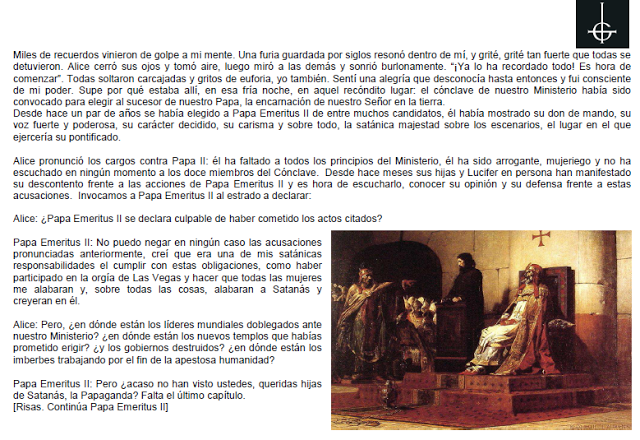 Miles de recuerdos vinieron de golpe a mi mente. Una furia guardada por siglos resonó dentro de mí, y grité, grité tan fuerte que todas se
detuvieron. Alice cerró sus ojos y tomó aire, luego miró a las demás y sonrió burlonamente. "¡Ya lo ha recordado todo! Es hora de
comenzar". Todas soltaron carcajadas y gritos de euforia, yo también. Sentí una alegría que desconocía hasta entonces y fui consciente
de mi poder. Supe por qué estaba allí, en esa fría noche, en aquel recóndito lugar: el cónclave de nuestro Ministerio había sido
convocado para elegir al sucesor de nuestro Papa, la encarnación de nuestro Señor en la tierra.
Desde hace un par de años se había elegido a Papa Emeritus II de entre muchos candidatos, él había mostrado su don de mando, su
voz fuerte y poderosa, su carácter decidido, su carisma y sobre todo, la satánica majestad sobre los escenarios, el lugar en el que
ejercería su pontificado.
Alice pronunció los cargos contra Papa II: él ha faltado a todos los principios del Ministerio, él ha sido arrogante, mujeriego y no ha
escuchado en ningún momento a los doce miembros del Cónclave. Desde hace meses sus hijas y Lucifer en persona han manifestado
su descontento frente a las acciones de Papa Emeritus II y es hora de escucharlo, conocer su opinión y su defensa frente a estas
acusaciones. Invocamos a Papa Emeritus II al estrado a declarar:
Alice: ¿Papa Emeritus II se declara culpable de haber cometido los actos citados?
Papa Emeritus II: No puedo negar en ningún caso las acusaciones
pronunciadas anteriormente, creí que era una de mis satánicas
responsabilidades el cumplir con estas obligaciones, como haber
participado en la orgía de Las Vegas y hacer que todas las mujeres
me alabaran y, sobre todas las cosas, alabaran a Satanás y
creyeran en él.
Alice: Pero, ¿en dónde están los líderes mundiales doblegados ante
nuestro Ministerio? ¿en dónde están los nuevos templos que habías
prometido erigir? ¿y los gobiernos destruidos? ¿en dónde están los
imberbes trabajando por el fin de la apestosa humanidad?
Papa Emeritus II: Pero ¿acaso no han visto ustedes, queridas hijas
de Satanás, la Papaganda? Falta el último capítulo.
[Risas. Continúa Papa Emeritus II]